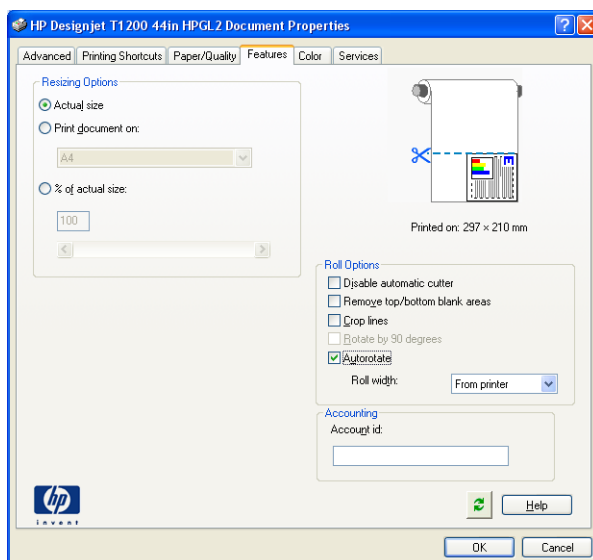 HP Designjet T1200 44in HPGL2 Document Properties
Advanced Printing Shortcuts Paper/Quality Features Color Services
Resizing Options
Actual size
Print document on:
A4
% of actual size:
100
Printed on: 297 × 210 mm
Roll Options
Disable automatic cutter
Remove top/bottom blank areas
Crop lines
Rotate by 90 degrees
Autorotate
Roll width: From printer
Accounting
Account id:
hp
invent
Help
OK Cancel